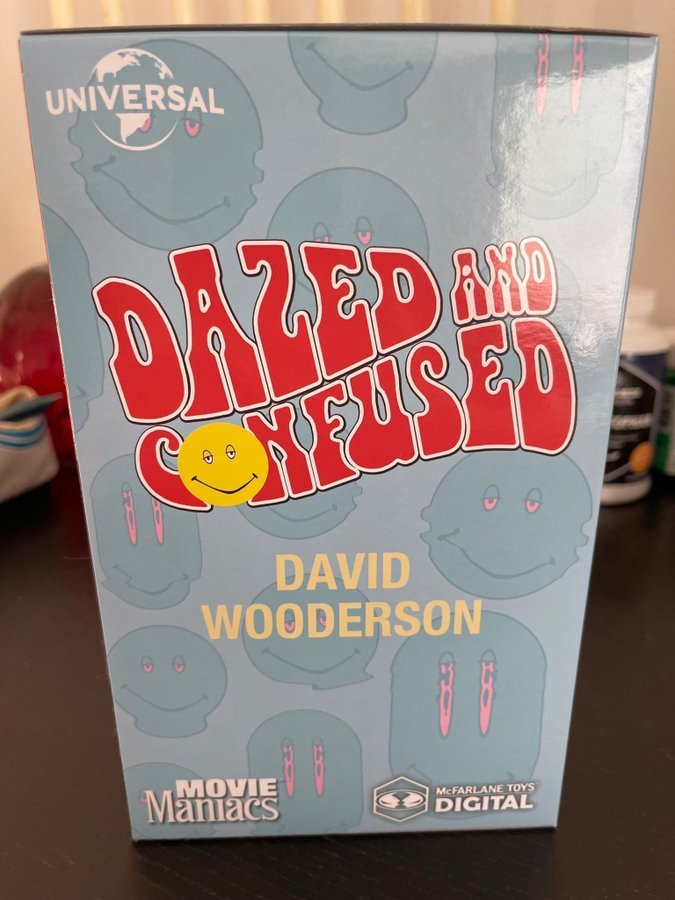 UNIVERSAL
DAZED AND
CONFUSED
DAVID
WOODERSON
MOVIE
Maniacs
McFARLANE TOYS
DIGITAL